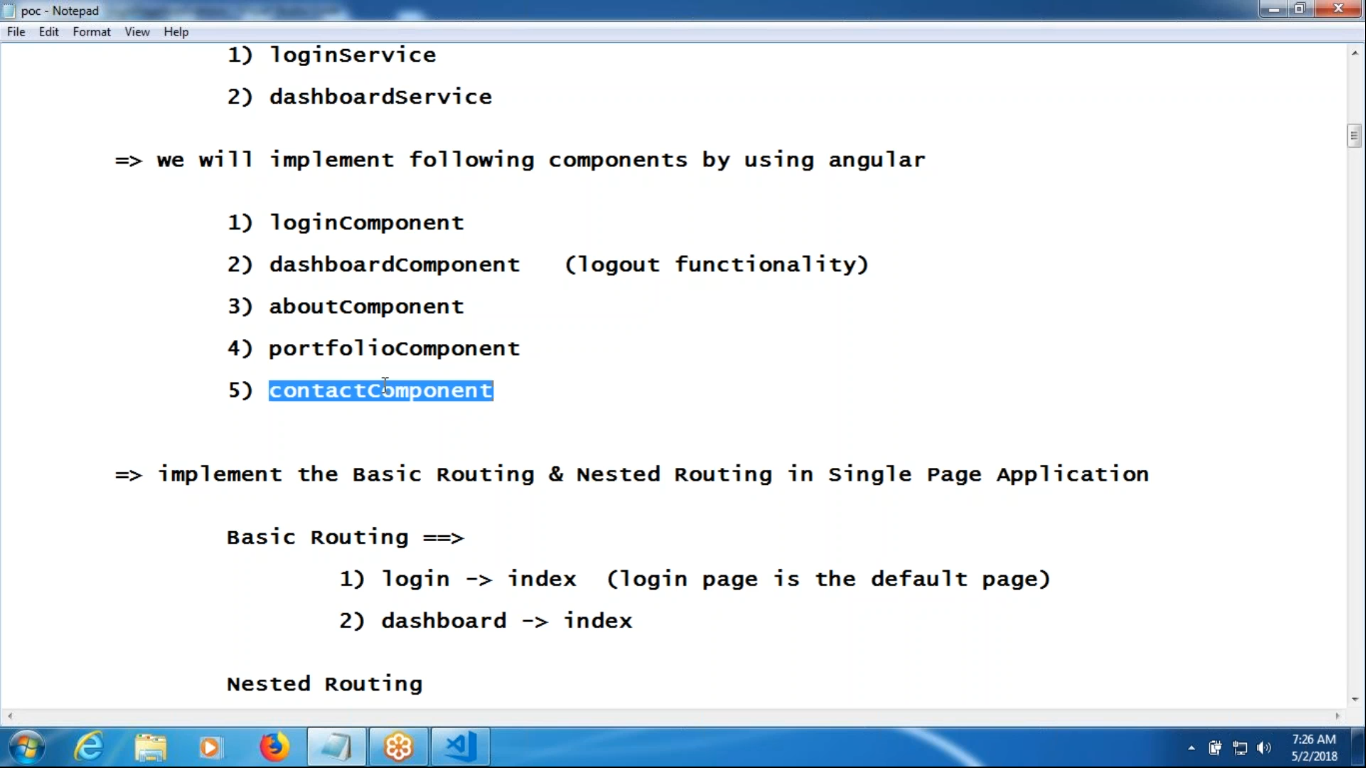 poc - Notepad
File Edit Format View Help
1) loginService
2) dashboardService
=> we will implement following components by using angular
1) loginComponent
2) dashboardComponent (logout functionality)
3) aboutComponent
4) portfolioComponent
5) contactComponent
=> implement the Basic Routing & Nested Routing in Single Page Application
Basic Routing ==>
1) login -> index (login page is the default page)
2) dashboard -> index
Nested Routing
7:26 AM
5/2/2018